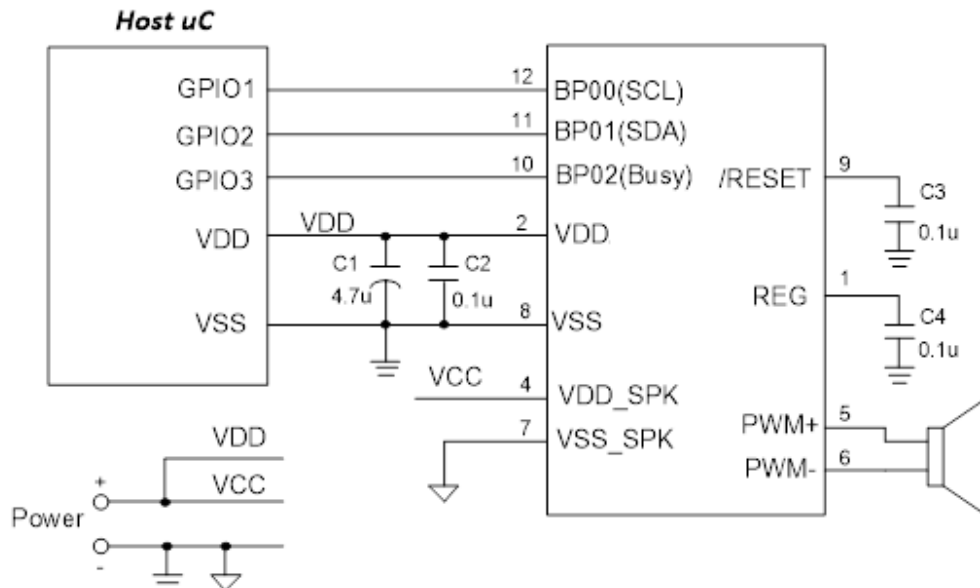 Host uC
GPIO1
GPIO2
GPIO3
VDD
VSS
VDD
C1
4.7u
C2
0.1u
12
11
10
2
8
4
7
VCC
BP00(SCL)
BP01(SDA)
BP02(Busy)
VDD
VSS
VDD_SPK
VSS_SPK
/RESET
REG
PWM+
PWM-
9
1
5
6
C3
0.1u
C4
0.1u
VDD
VCC
+
Power
-